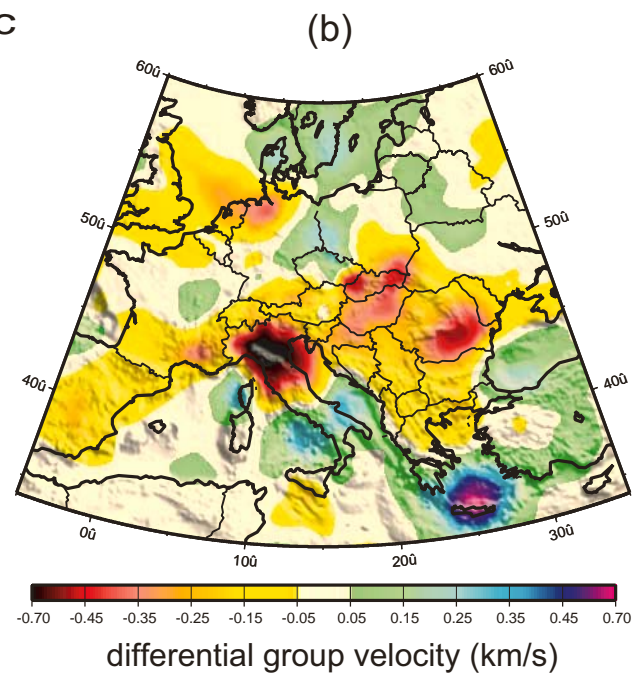 c
(b)
60û 60û
50û 50û
40û 40û
0û 10û 20û 30û
-0.70 -0.45 -0.35 -0.25 -0.15 -0.05 0.05 0.15 0.25 0.35 0.45 0.70
differential group velocity (km/s)